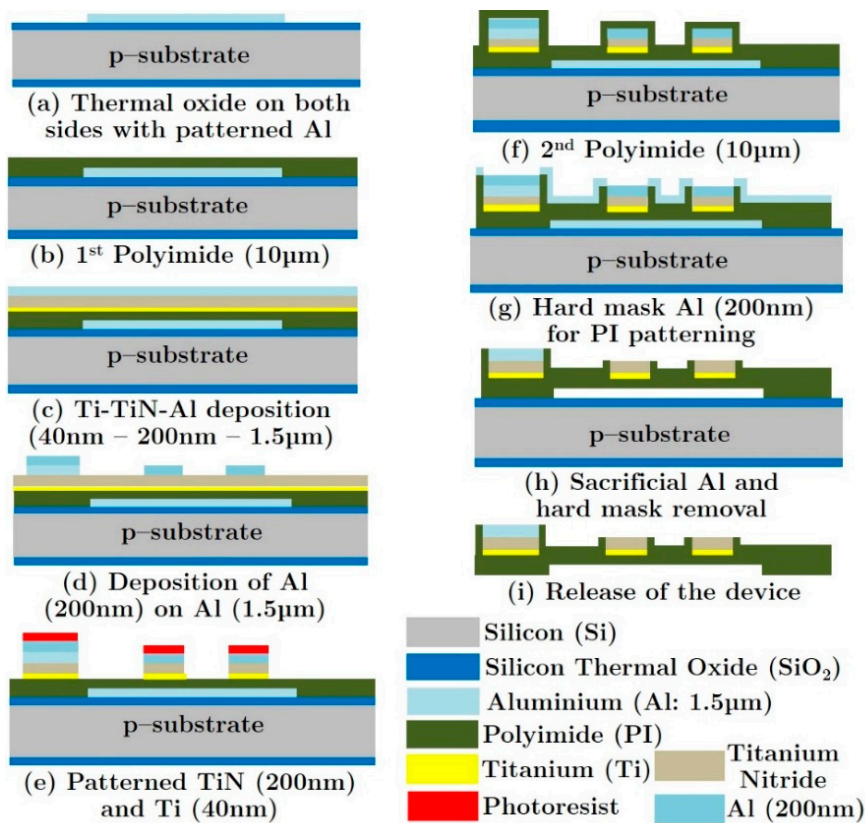 p–substrate
(a) Thermal oxide on both
sides with patterned Al
p–substrate
(b) 1st Polyimide (10µm)
p–substrate
(c) Ti-TiN-Al deposition
(40nm – 200nm – 1.5µm)
p–substrate
(d) Deposition of Al
(200nm) on Al (1.5µm)
p–substrate
(e) Patterned TiN (200nm)
and Ti (40nm)
p–substrate
(f) 2nd Polyimide (10µm)
p–substrate
(g) Hard mask Al (200nm)
for PI patterning
p–substrate
(h) Sacrificial Al and
hard mask removal
(i) Release of the device
Silicon (Si)
Silicon Thermal Oxide (SiO₂)
Aluminium (Al: 1.5µm)
Polyimide (PI)
Titanium (Ti)
Titanium
Nitride
Photoresist
Al (200nm)